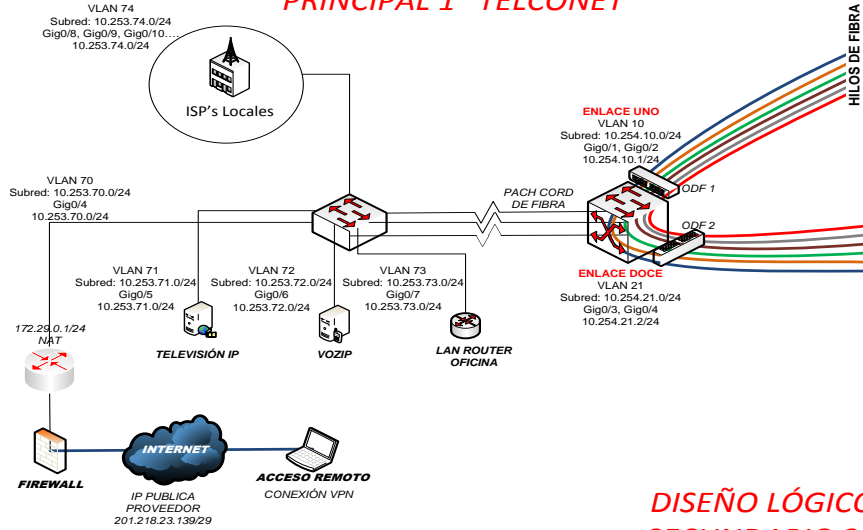 PRINCIPAL 1 TELCONET
VLAN 74
Subred: 10.253.74.0/24
Gig0/8, Gig0/9, Gig0/10....
10.253.74.0/24
ISP's Locales
HILOS DE FIBRA
ENLACE UNO
VLAN 10
Subred: 10.254.10.0/24
Gig0/1, Gig0/2
10.254.10.1/24
ODF 1
PACH CORD
DE FIBRA
ODF 2
VLAN 70
Subred: 10.253.70.0/24
Gig0/4
10.253.70.0/24
VLAN 71
Subred: 10.253.71.0/24
Gig0/5
10.253.71.0/24
VLAN 72
Subred: 10.253.72.0/24
Gig0/6
10.253.72.0/24
VLAN 73
Subred: 10.253.73.0/24
Gig0/7
10.253.73.0/24
ENLACE DOCE
VLAN 21
Subred: 10.254.21.0/24
Gig0/3, Gig0/4
10.254.21.2/24
172.29.0.1/24
NAT
TELEVISIÓN IP
VOZIP
LAN ROUTER
OFICINA
FIREWALL
INTERNET
ACCESO REMOTO
CONEXIÓN VPN
IP PUBLICA
PROVEEDOR
201.218.23.139/29
DISEÑO LÓGICO